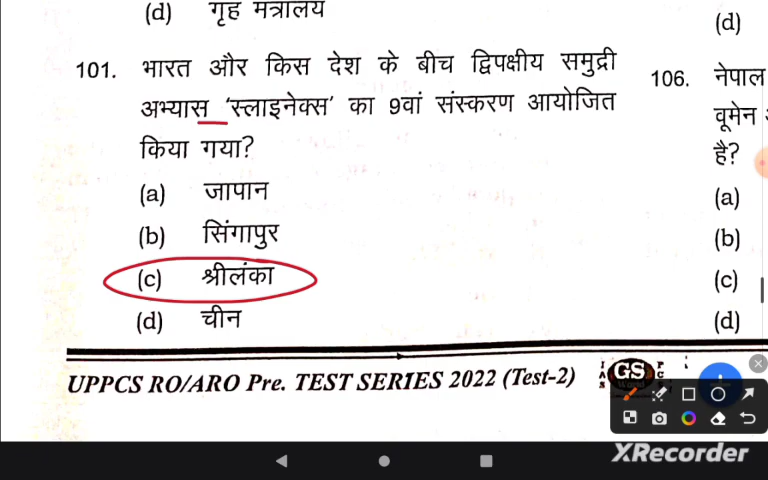 (d) गृह मंत्रालय
101. भारत और किस देश के बीच द्विपक्षीय समुद्री
अभ्यास 'स्लाइनेक्स' का 9वां संस्करण आयोजित
किया गया?
(a) जापान
(b) सिंगापुर
(c) श्रीलंका
(d) चीन
UPPCS RO/ARO Pre. TEST SERIES 2022 (Test-2)
(d)
106. नेपाल
वूमेन
है?
(a)
(b)
(c)
(d)
GS
XRecorder